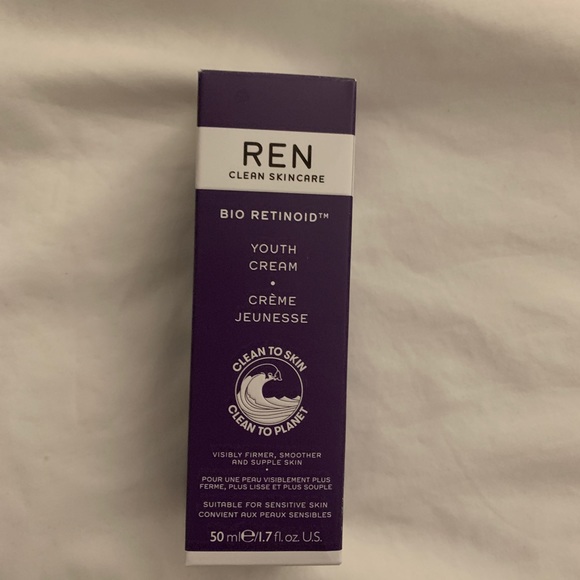 REN
CLEAN SKINCARE
BIO RETINOID™
YOUTH
CREAM
•
CRÈME
JEUNESSE
CLEAN TO SKIN
CLEAN TO PLANET
VISIBLY FIRMER, SMOOTHER
AND SUPPLE SKIN
•
POUR UNE PEAU VISIBLEMENT PLUS
FERME, PLUS LISSE ET PLUS SOUPLE
SUITABLE FOR SENSITIVE SKIN
CONVIENT AUX PEAUX SENSIBLES
50 ml℮/1.7 fl. oz. U.S.